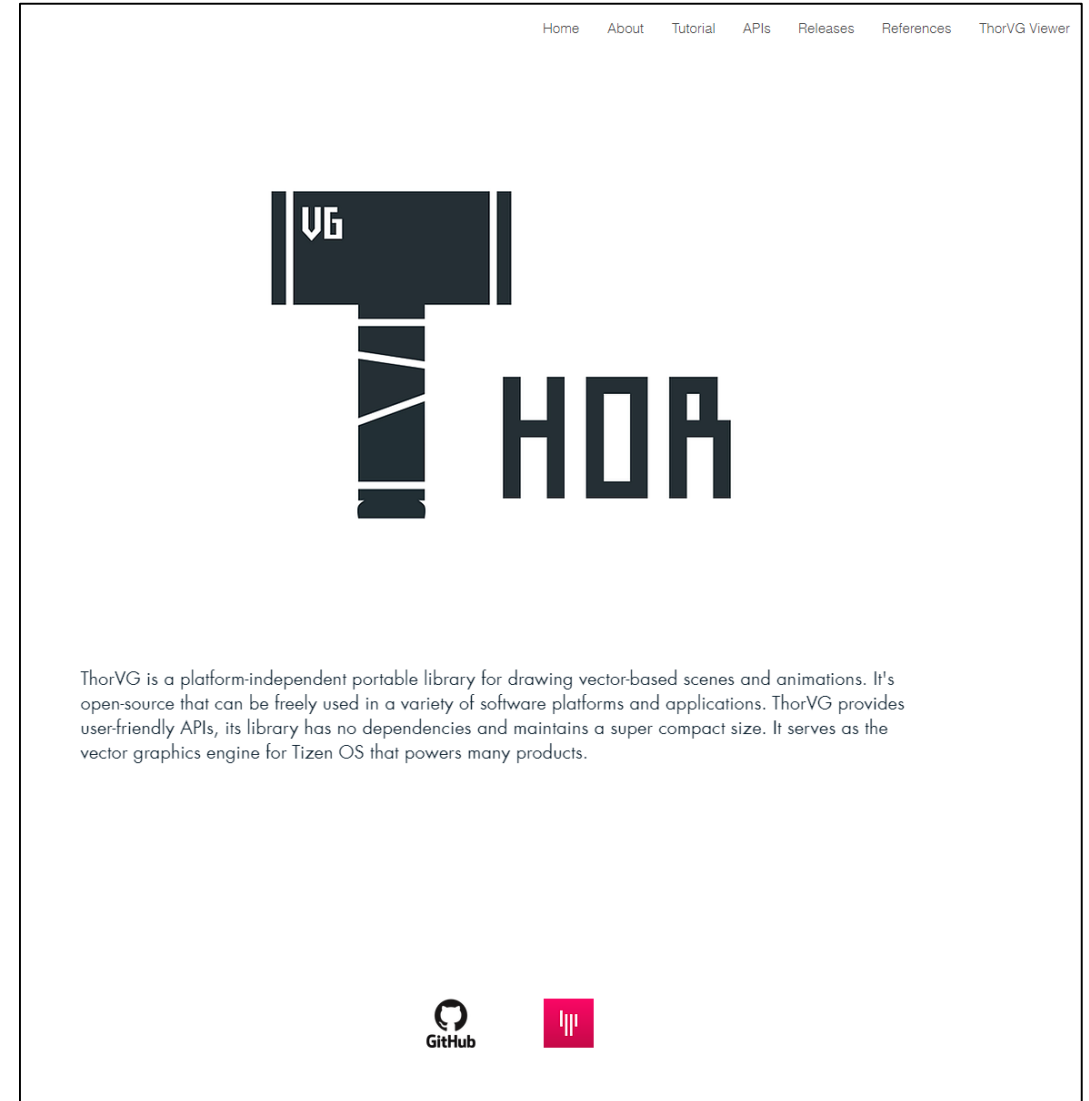 Home About Tutorial APIs Releases References ThorVG Viewer
VG
THOR
ThorVG is a platform-independent portable library for drawing vector-based scenes and animations. It's
open-source that can be freely used in a variety of software platforms and applications. ThorVG provides
user-friendly APIs, its library has no dependencies and maintains a super compact size. It serves as the
vector graphics engine for Tizen OS that powers many products.
GitHub